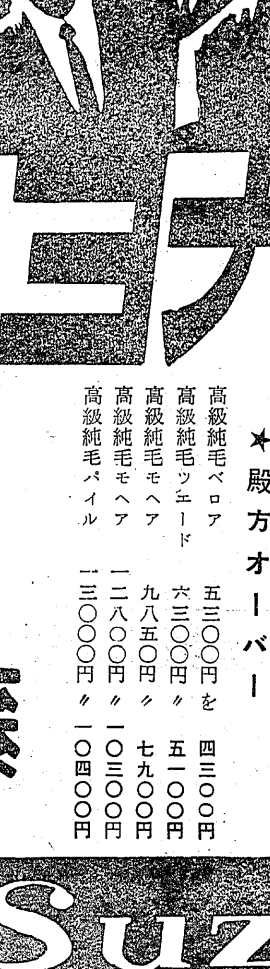 ★殿方オーバー
高級純毛ベロア 五三〇〇円を 四三〇〇円
高級純毛ツエード 六三〇〇円〃 五一〇〇円
高級純毛モヘア 九八五〇円〃 七九〇〇円
高級純毛モヘア 一二八〇〇円〃 一〇三〇〇円
高級純毛パイル 一三〇〇〇円〃 一〇四〇〇円
Suz